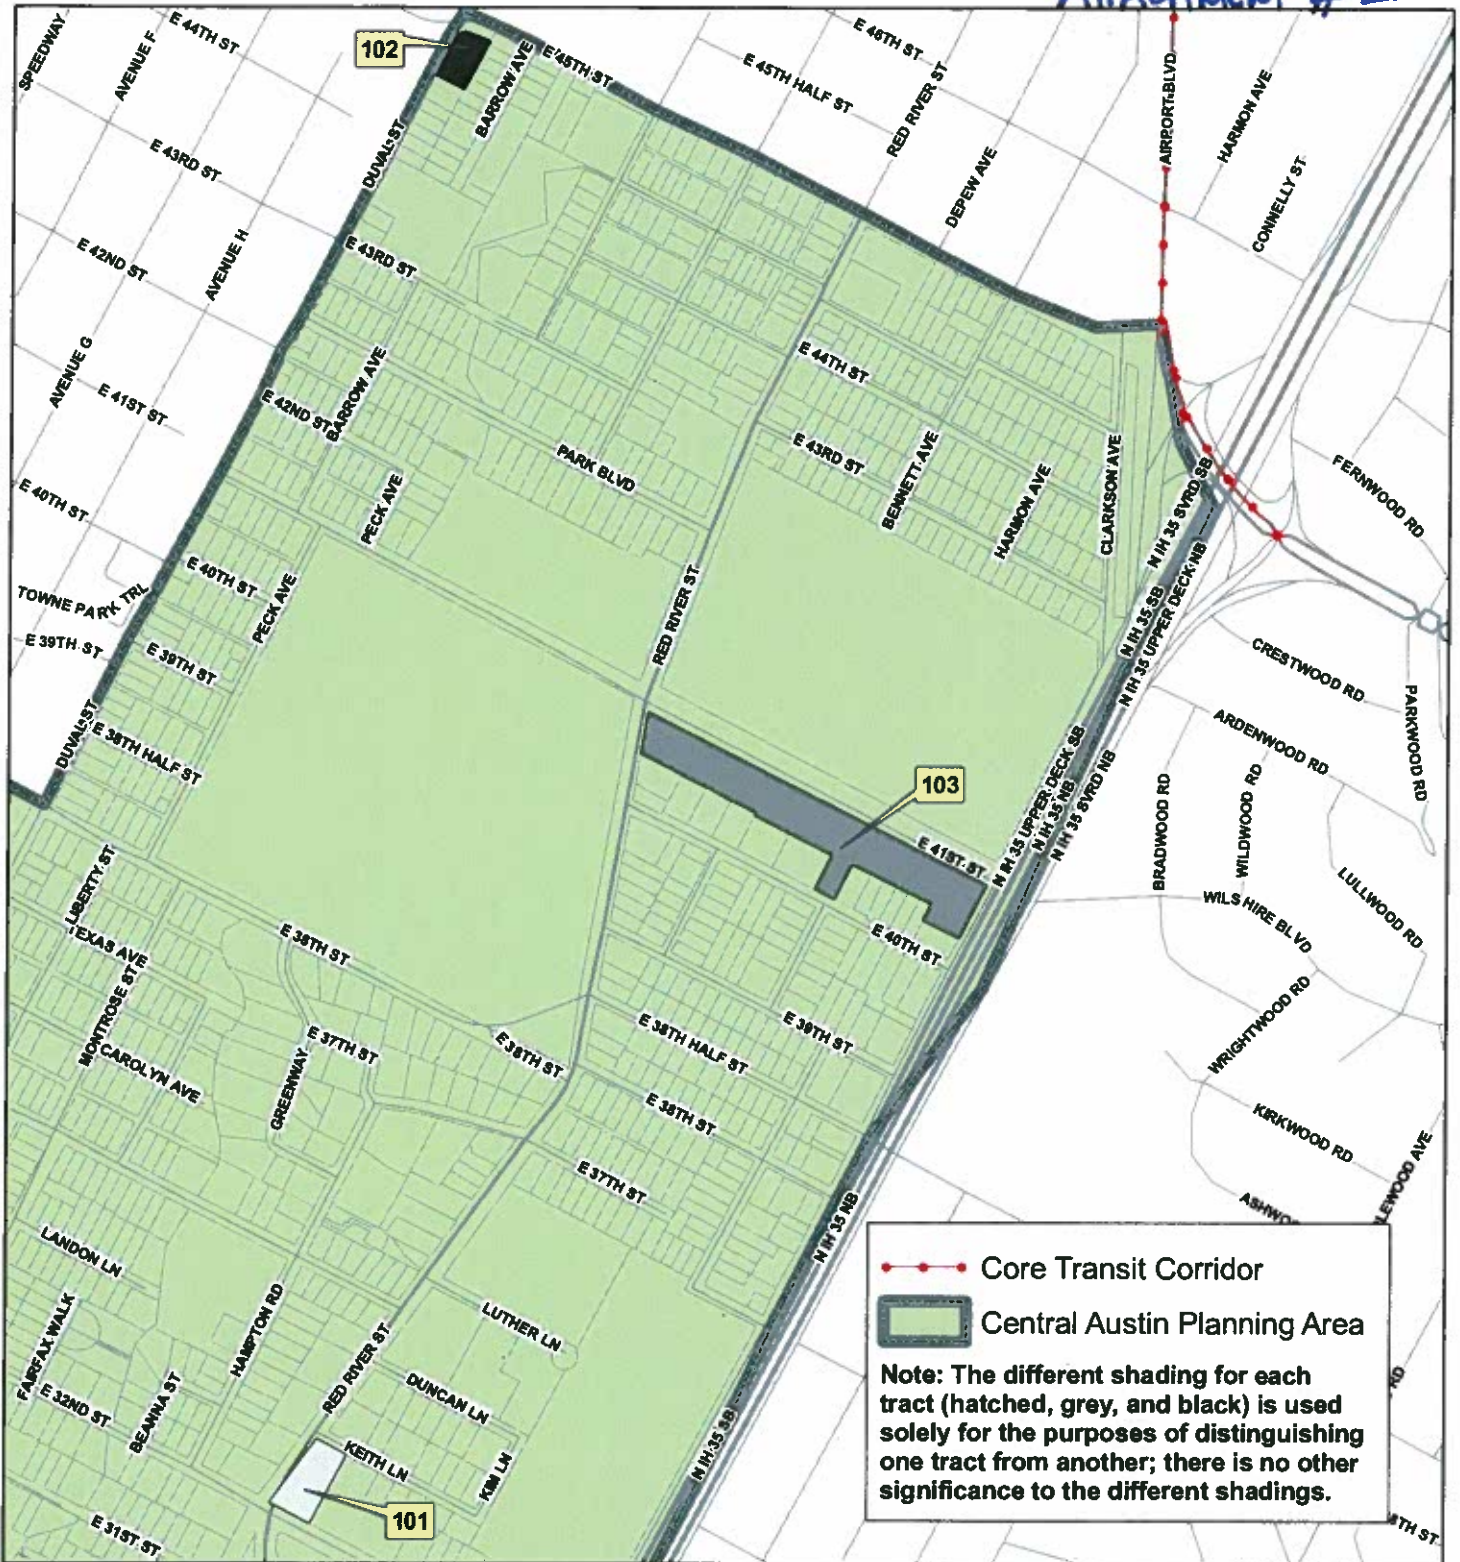 Attachment #
SPEEDWAY
E 44TH ST
AVENUE F
102
BARROW AVE
E 45TH ST
E 46TH ST
E 45TH HALF ST
RED RIVER ST
AIRPORT BLVD
HARMON AVE
E 43RD ST
DUVAL ST
DEPEW AVE
CONNELLY ST
E 42ND ST
AVENUE H
E 43RD ST
AVENUE G
E 41ST ST
BARROW AVE
E 42ND ST
E 44TH ST
E 43RD ST
BENNETT AVE
HARMON AVE
CLARKSON AVE
N IH 35 SVRD SB
FERNWOOD RD
PARK BLVD
PECK AVE
E 40TH ST
E 40TH ST
PECK AVE
TOWNE PARK TRL
E 39TH ST
E 39TH ST
RED RIVER ST
N IH 35 SB
N IH 35 UPPER DECK NB
CRESTWOOD RD
PARKWOOD RD
ARDENWOOD RD
DUVAL ST
E 38TH HALF ST
103
N IH 35 UPPER DECK SB
N IH 35 NB
N IH 35 SVRD NB
BRADWOOD RD
WILDWOOD RD
E 41ST ST
LULLWOOD RD
WILSHIRE BLVD
LIBERTY ST
TEXAS AVE
E 38TH ST
E 40TH ST
MONTROSE ST
CAROLYN AVE
GREENWAY
E 37TH ST
E 38TH ST
E 38TH HALF ST
E 39TH ST
WRIGHTWOOD RD
E 38TH ST
KIRKWOOD RD
E 37TH ST
N IH 35 NB
ASHWO
LEWOOD AVE
LANDON LN
FAIRFAX WALK
HAMPTON RD
LUTHER LN
RED RIVER ST
E 32ND ST
BEANNA ST
DUNCAN LN
KEITH LN
KIM LN
N IH 35 SB
101
E 31ST ST
Core Transit Corridor
Central Austin Planning Area
Note: The different shading for each
tract (hatched, grey, and black) is used
solely for the purposes of distinguishing
one tract from another; there is no other
significance to the different shadings.
RD
8TH ST